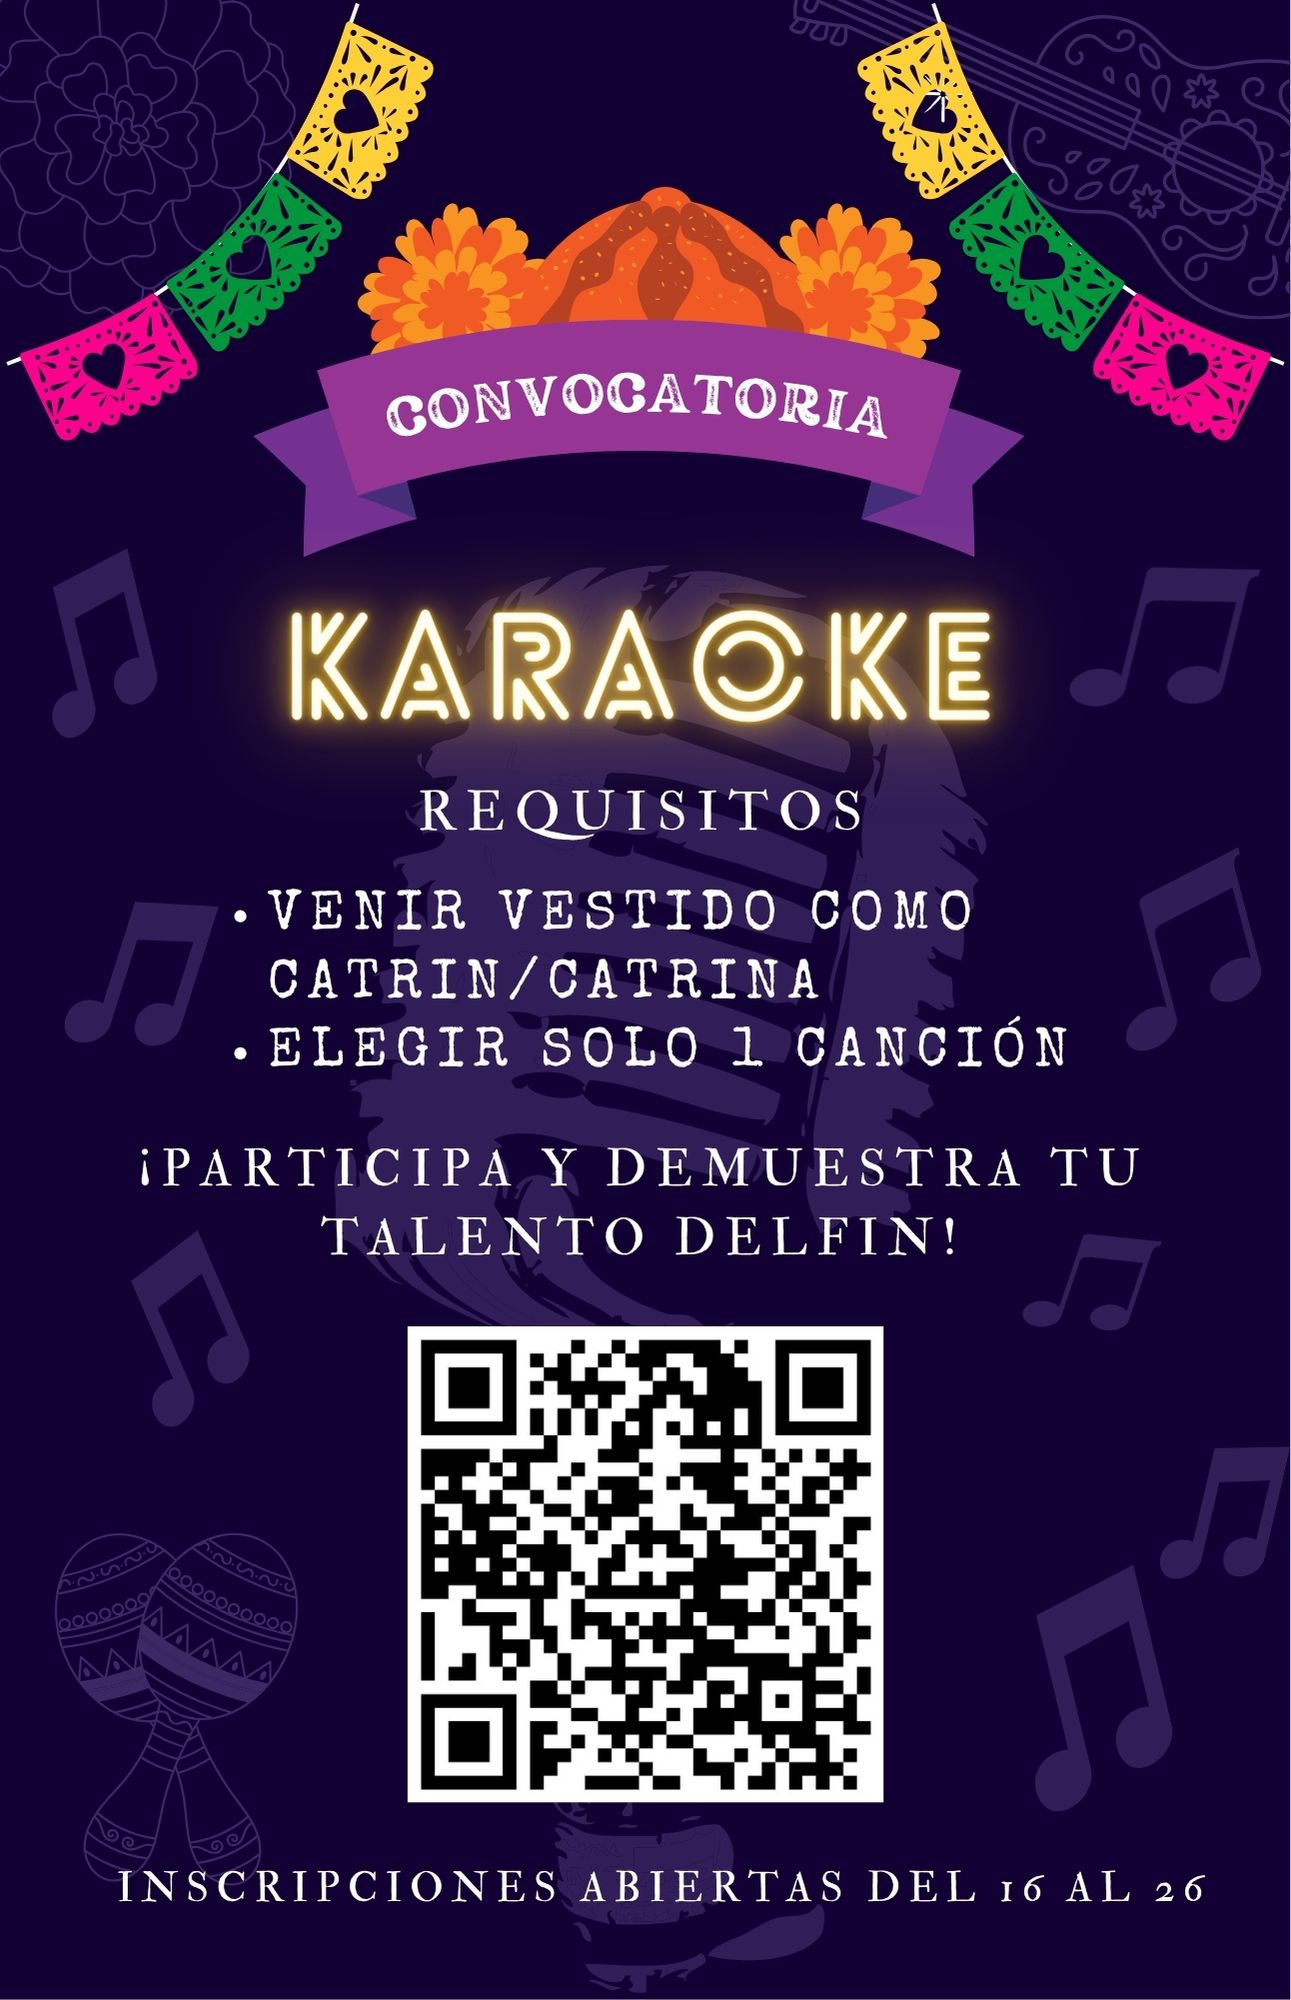 CONVOCATORIA
KARAOKE
REQUISITOS
• VENIR VESTIDO COMO
CATRIN/CATRINA
• ELEGIR SOLO 1 CANCIÓN
¡PARTICIPA Y DEMUESTRA TU
TALENTO DELFIN!
INSCRIPCIONES ABIERTAS DEL 16 AL 26